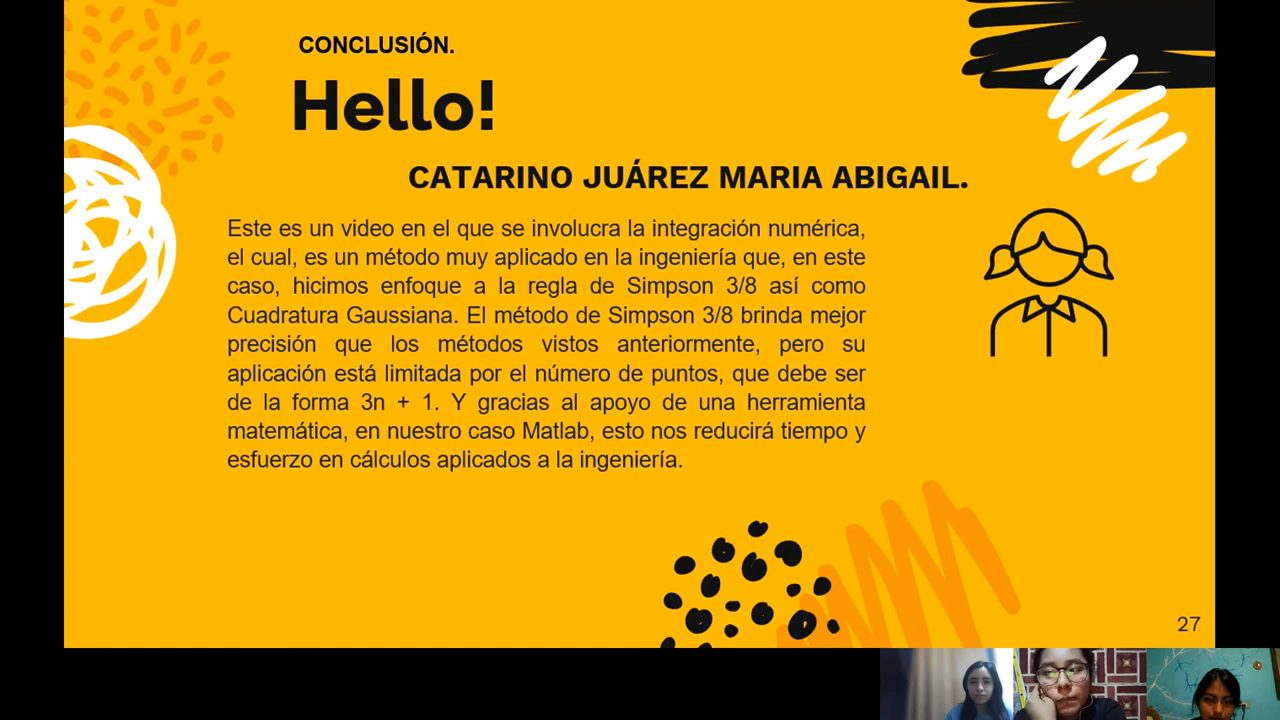 CONCLUSIÓN.
Hello!
CATARINO JUÁREZ MARIA ABIGAIL.
Este es un video en el que se involucra la integración numérica,
el cual, es un método muy aplicado en la ingeniería que, en este
caso, hicimos enfoque a la regla de Simpson 3/8 así como
Cuadratura Gaussiana. El método de Simpson 3/8 brinda mejor
precisión que los métodos vistos anteriormente, pero su
aplicación está limitada por el número de puntos, que debe ser
de la forma 3n + 1. Y gracias al apoyo de una herramienta
matemática, en nuestro caso Matlab, esto nos reducirá tiempo y
esfuerzo en cálculos aplicados a la ingeniería.
27